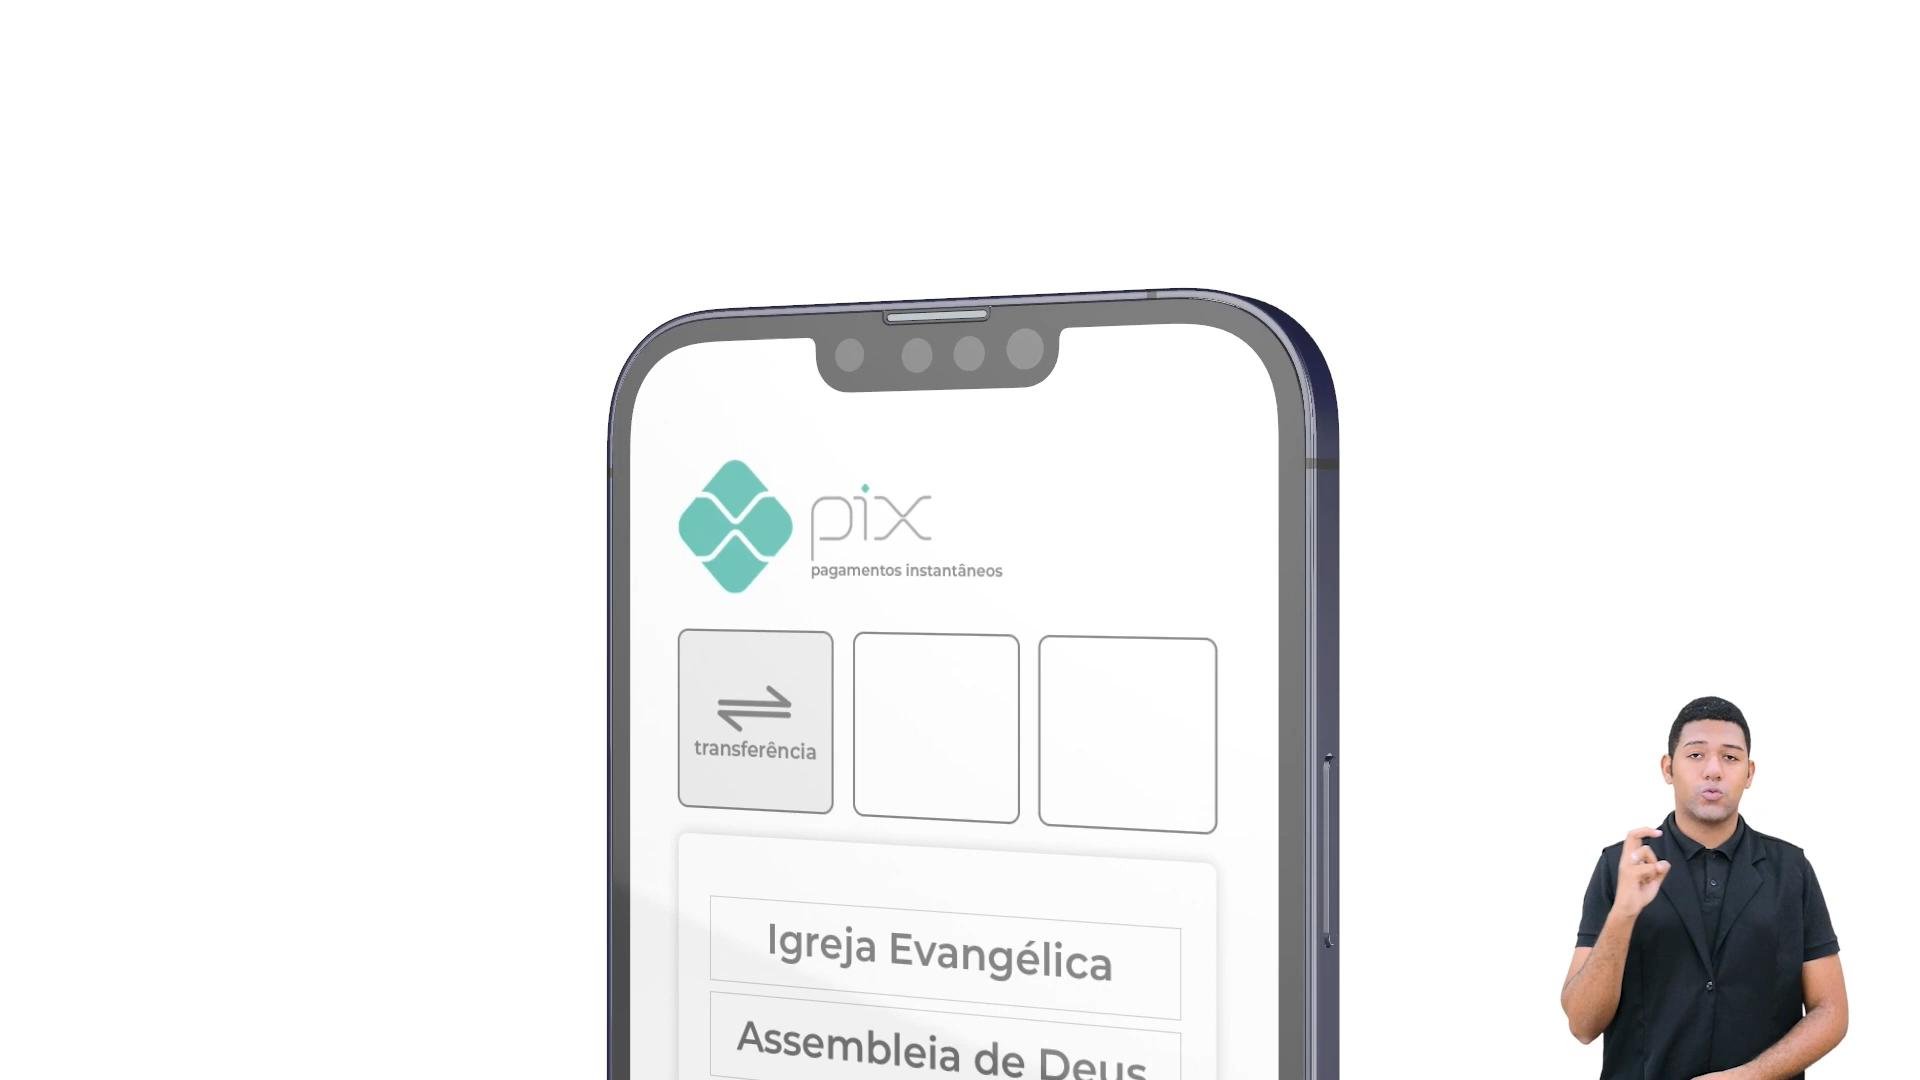 pix
pagamentos instantâneos
transferência
Igreja Evangélica
Assembleia de Deus